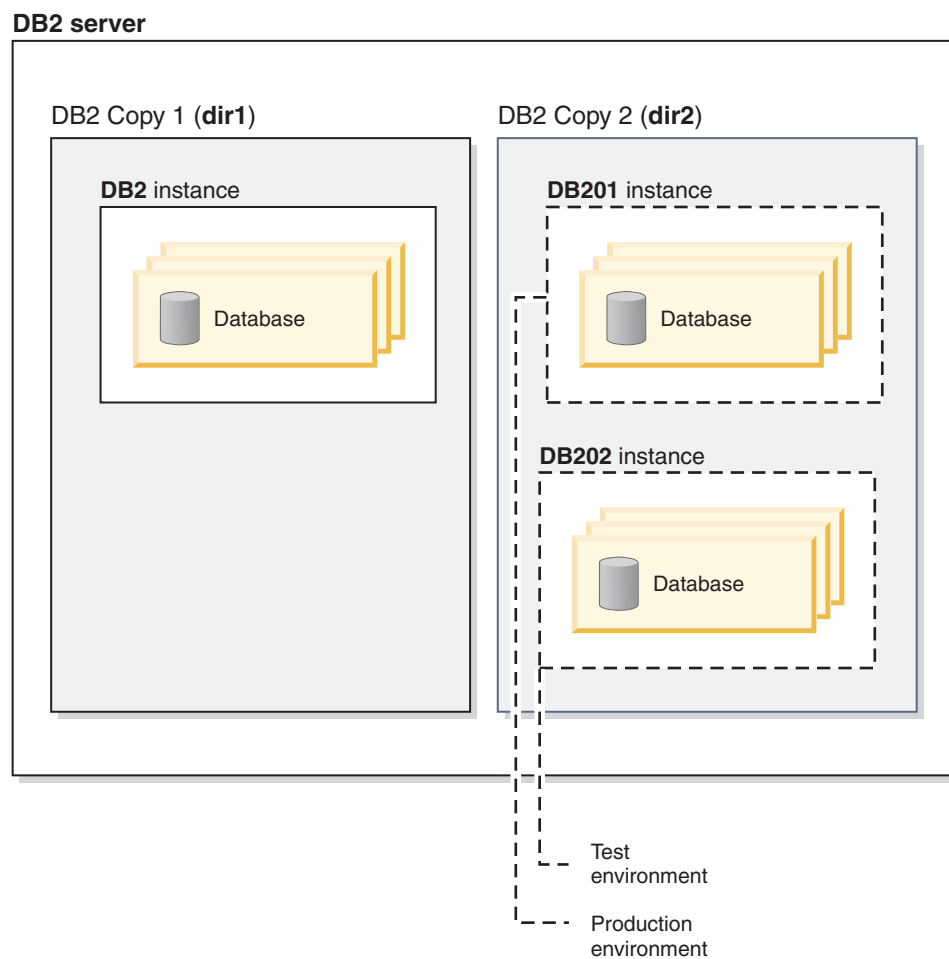 DB2 server
DB2 Copy 1 (dir1)
DB2 instance
Database
DB2 Copy 2 (dir2)
DB201 instance
Database
DB202 instance
Database
Test
environment
Production
environment